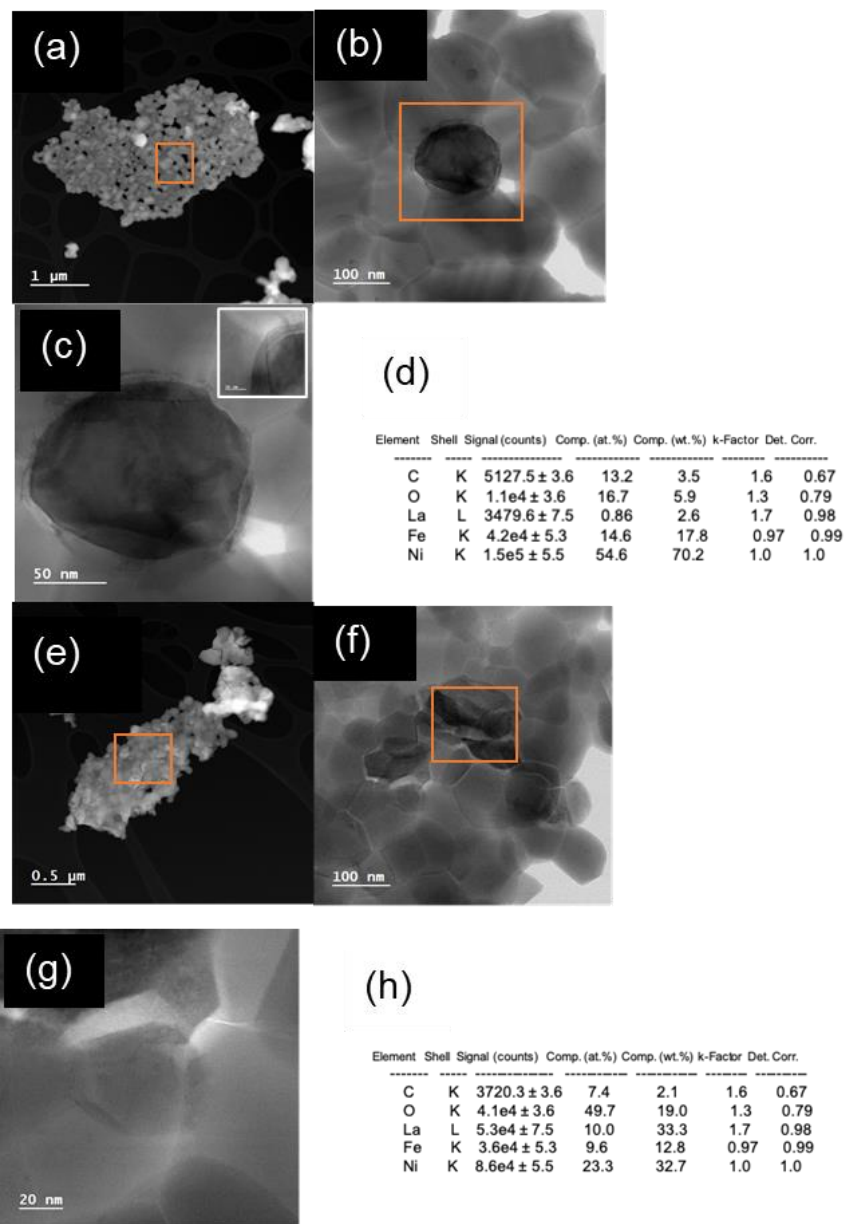 (a)
1 µm
(b)
100 nm
(c)
50 nm
(d)
Element Shell Signal (counts) Comp. (at.%) Comp. (wt.%) k-Factor Det. Corr.
------- ----- --------------- ------------ ------------ -------- ----------
C K 5127.5 ± 3.6 13.2 3.5 1.6 0.67
O K 1.1e4 ± 3.6 16.7 5.9 1.3 0.79
La L 3479.6 ± 7.5 0.86 2.6 1.7 0.98
Fe K 4.2e4 ± 5.3 14.6 17.8 0.97 0.99
Ni K 1.5e5 ± 5.5 54.6 70.2 1.0 1.0
(e)
0.5 µm
(f)
100 nm
(g)
20 nm
(h)
Element Shell Signal (counts) Comp. (at.%) Comp. (wt.%) k-Factor Det. Corr.
------- ----- --------------- ------------ ------------ -------- ----------
C K 3720.3 ± 3.6 7.4 2.1 1.6 0.67
O K 4.1e4 ± 3.6 49.7 19.0 1.3 0.79
La L 5.3e4 ± 7.5 10.0 33.3 1.7 0.98
Fe K 3.6e4 ± 5.3 9.6 12.8 0.97 0.99
Ni K 8.6e4 ± 5.5 23.3 32.7 1.0 1.0